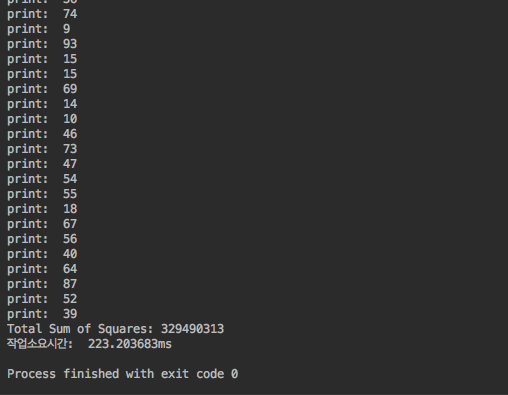 print:  74
print:  9
print:  93
print:  15
print:  15
print:  69
print:  14
print:  10
print:  46
print:  73
print:  47
print:  54
print:  55
print:  18
print:  67
print:  56
print:  40
print:  64
print:  87
print:  52
print:  39
Total Sum of Squares: 329490313
작업소요시간:  223.203683ms
Process finished with exit code 0